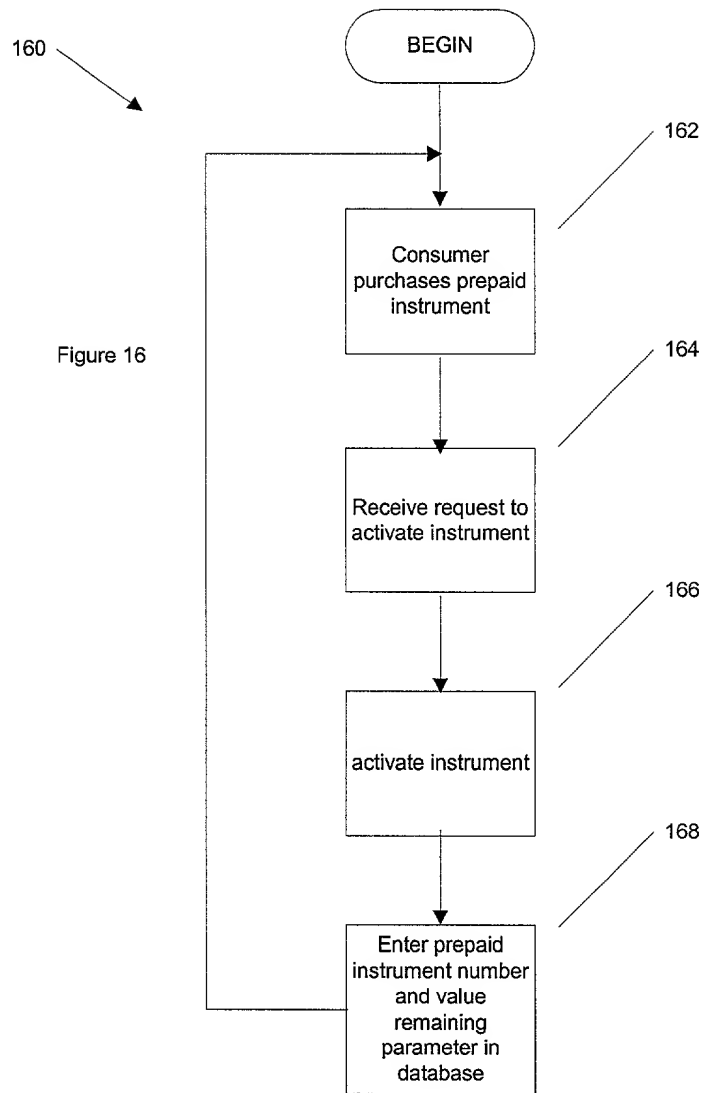 BEGIN
160
162
Consumer
purchases prepaid
instrument
Figure 16
164
Receive request to
activate instrument
166
activate instrument
168
Enter prepaid
instrument number
and value
remaining
parameter in
database